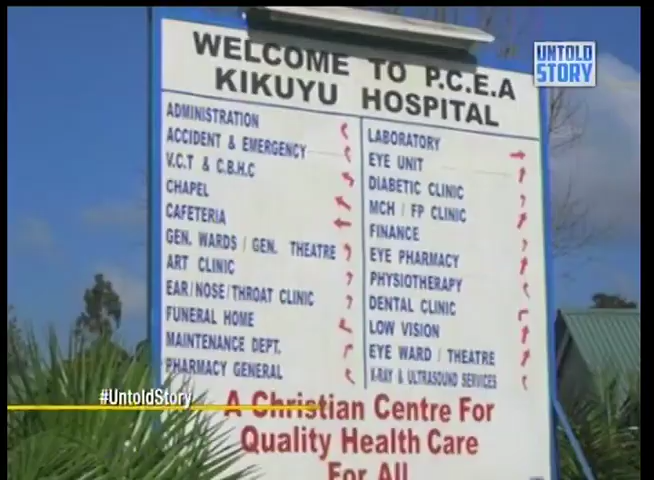 WELCOME TO P.C.E.A
KIKUYU HOSPITAL
ADMINISTRATION
ACCIDENT & EMERGENCY
V.C.T & C.B.H.C
CHAPEL
CAFETERIA
GEN. WARDS / GEN. THEATRE
ART CLINIC
EAR/NOSE/THROAT CLINIC
FUNERAL HOME
MAINTENANCE DEPT.
PHARMACY GENERAL
LABORATORY
EYE UNIT
DIABETIC CLINIC
MCH / FP CLINIC
FINANCE
EYE PHARMACY
PHYSIOTHERAPY
DENTAL CLINIC
LOW VISION
EYE WARD / THEATRE
X-RAY & ULTRASOUND SERVICES
A Christian Centre For
Quality Health Care
For All
UNTOLD
STORY
#UntoldStory